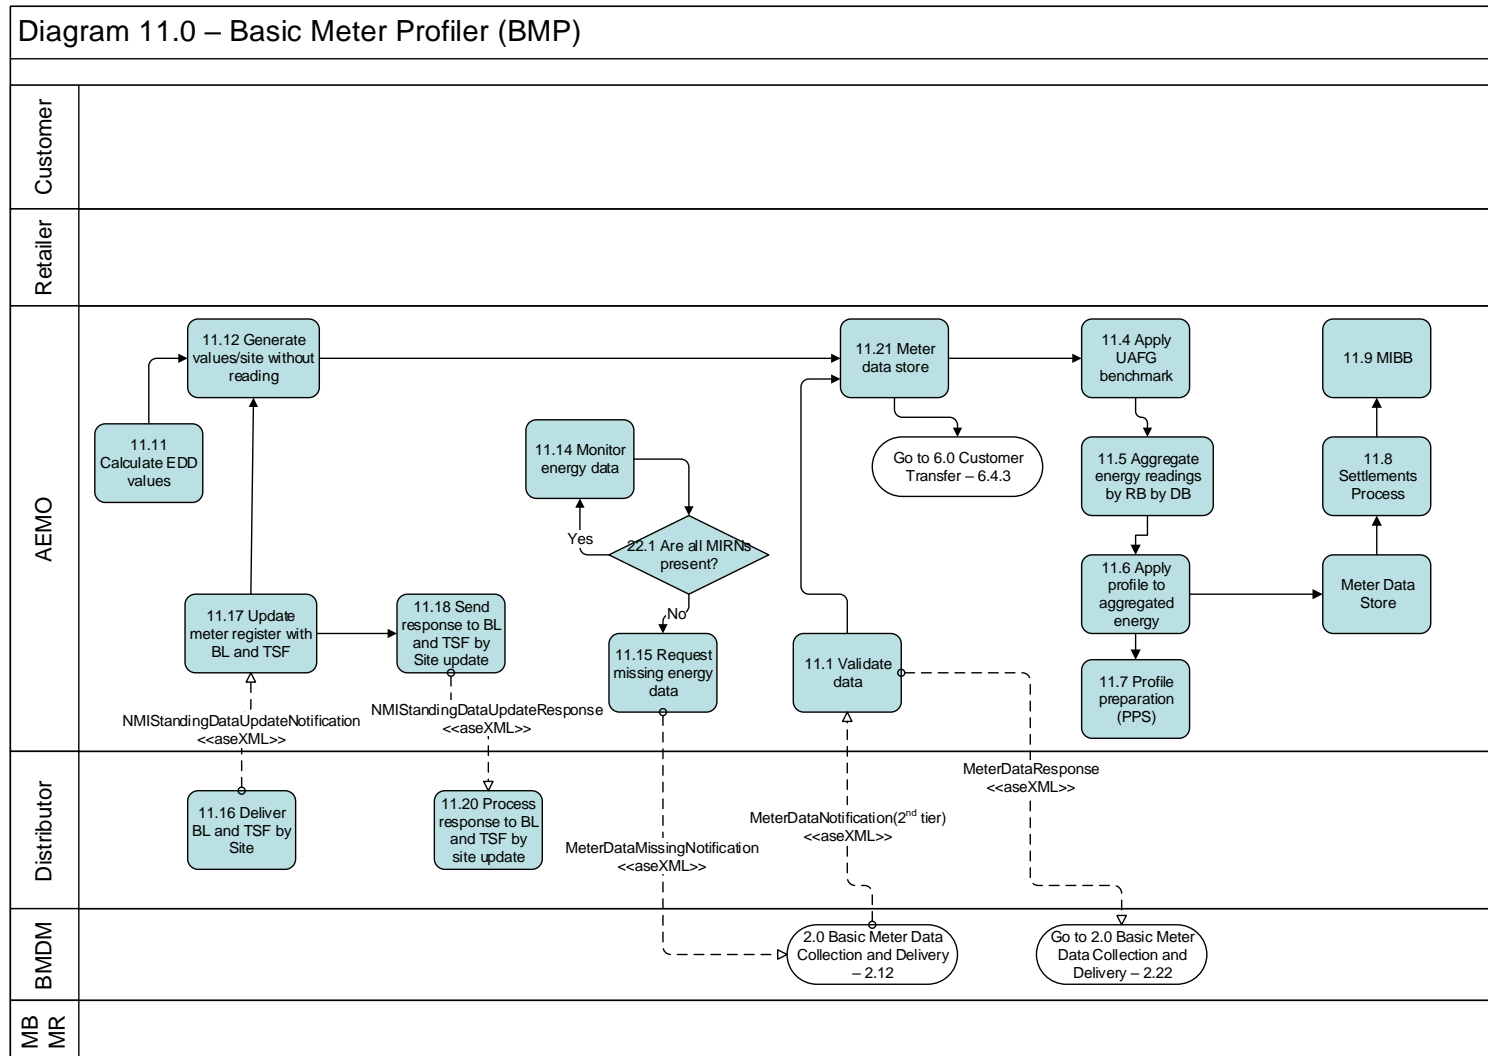 Diagram 11.0 – Basic Meter Profiler (BMP)
Customer
Retailer
AEMO
11.12 Generate
values/site without
reading
11.21 Meter
data store
11.4 Apply
UAFG
benchmark
11.9 MIBB
11.11
Calculate EDD
values
11.14 Monitor
energy data
Go to 6.0 Customer
Transfer – 6.4.3
11.5 Aggregate
energy readings
by RB by DB
11.8
Settlements
Process
Yes
22.1 Are all MIRNs
present?
No
11.17 Update
meter register with
BL and TSF
11.18 Send
response to BL
and TSF by
Site update
11.15 Request
missing energy
data
11.1 Validate
data
11.6 Apply
profile to
aggregated
energy
Meter Data
Store
11.7 Profile
preparation
(PPS)
NMIStandingDataUpdateNotification
<<aseXML>>
NMIStandingDataUpdateResponse
<<aseXML>>
Distributor
11.16 Deliver
BL and TSF by
Site
11.20 Process
response to BL
and TSF by
site update
MeterDataMissingNotification
<<aseXML>>
MeterDataNotification(2nd tier)
<<aseXML>>
MeterDataResponse
<<aseXML>>
BMDM
2.0 Basic Meter Data
Collection and Delivery
– 2.12
Go to 2.0 Basic Meter
Data Collection and
Delivery – 2.22
MB
MR